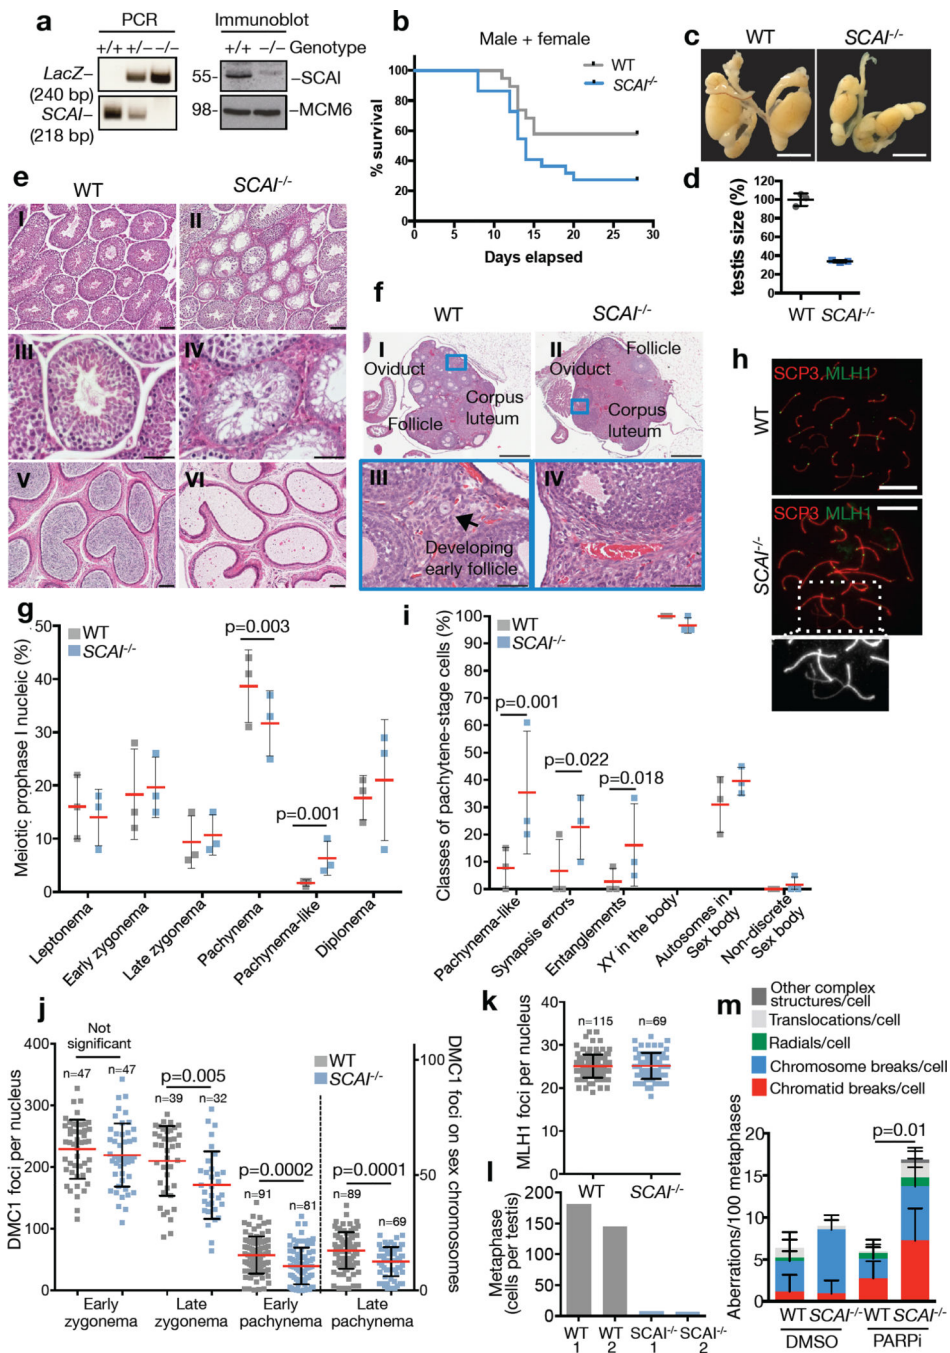 a
PCR
Immunoblot
+/+ +/− −/−
+/+ −/− Genotype
LacZ–
(240 bp)
SCAI–
(218 bp)
55–
–SCAI
98–
–MCM6
b
Male + female
WT
SCAI-/-
% survival
100
80
60
40
20
0
0 5 10 15 20 25 30
Days elapsed
c
WT
SCAI-/-
d
testis size (%)
120
100
80
60
40
20
0
WT SCAI-/-
e
WT
SCAI-/-
I
II
III
IV
V
VI
f
WT
SCAI-/-
I
Oviduct
Follicle
Corpus
luteum
II
Follicle
Oviduct
Corpus
luteum
III
Developing
early follicle
IV
g
WT
SCAI-/-
Meiotic prophase I nucleic (%)
50
40
30
20
10
0
p=0.003
p=0.001
Leptonema
Early zygonema
Late zygonema
Pachynema
Pachynema-like
Diplonema
h
WT
SCP3 MLH1
SCAI-/-
SCP3 MLH1
i
WT
SCAI-/-
Classes of pachytene-stage cells (%)
100
90
80
70
60
50
40
30
20
10
0
p=0.001
p=0.022
p=0.018
Pachynema-like
Synapsis errors
Entanglements
XY in the body
Autosomes in
Sex body
Non-discrete
Sex body
j
DMC1 foci per nucleus
400
300
200
100
0
Not
significant
n=47
n=47
p=0.005
n=39
n=32
p=0.0002
n=91
n=81
p=0.0001
n=89
n=69
WT
SCAI-/-
DMC1 foci on sex chromosomes
100
50
0
Early
zygonema
Late
zygonema
Early
pachynema
Late
pachynema
k
MLH1 foci per nucleus
40
30
20
10
0
n=115
n=69
l
Metaphase
(cells per testis)
200
150
100
50
0
WT
SCAI-/-
WT
1
WT
2
SCAI-/-
1
SCAI-/-
2
m
Other complex
structures/cell
Translocations/cell
Radials/cell
Chromosome breaks/cell
Chromatid breaks/cell
Aberrations/100 metaphases
20
15
10
5
0
p=0.01
WT SCAI-/-
DMSO
WT SCAI-/-
PARPi